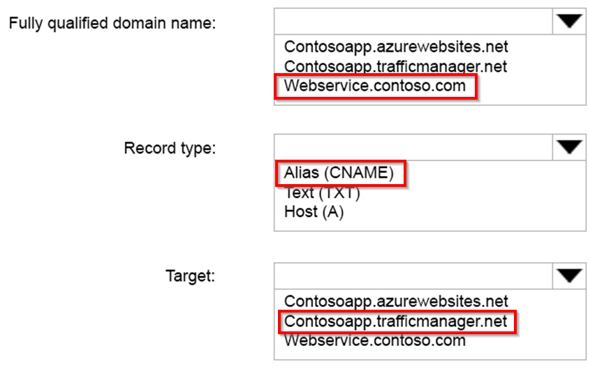 Fully qualified domain name:
Contosoapp.azurewebsites.net
Contosoapp.trafficmanager.net
Webservice.contoso.com
Record type:
Alias (CNAME)
Text (TXT)
Host (A)
Target:
Contosoapp.azurewebsites.net
Contosoapp.trafficmanager.net
Webservice.contoso.com